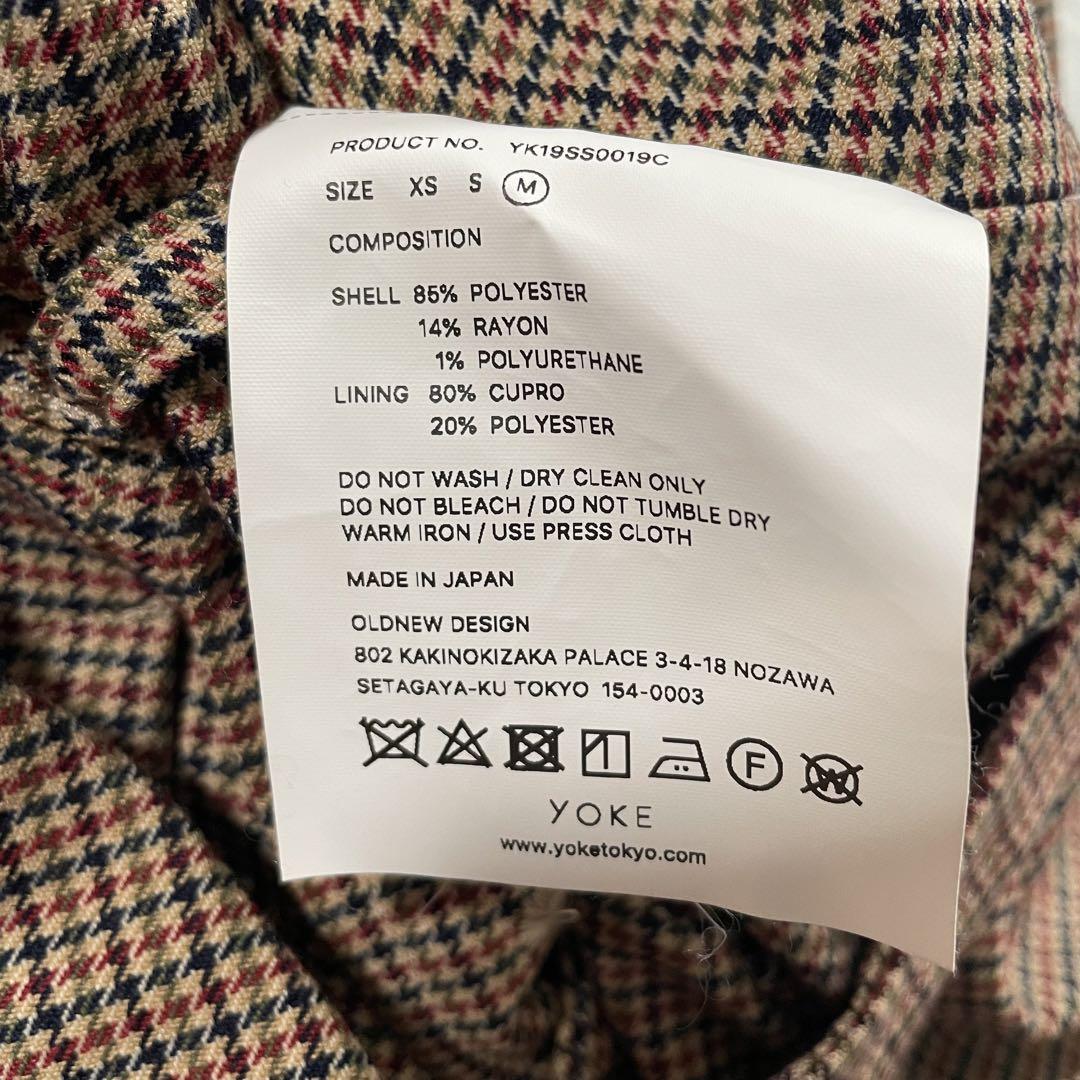 PRODUCT NO. YK19SS0019C
SIZE XS S M
COMPOSITION
SHELL 85% POLYESTER
14% RAYON
1% POLYURETHANE
LINING 80% CUPRO
20% POLYESTER
DO NOT WASH / DRY CLEAN ONLY
DO NOT BLEACH / DO NOT TUMBLE DRY
WARM IRON / USE PRESS CLOTH
MADE IN JAPAN
OLDNEW DESIGN
802 KAKINOKIZAKA PALACE 3-4-18 NOZAWA
SETAGAYA-KU TOKYO 154-0003
F W
YOKE
www.yoketokyo.com